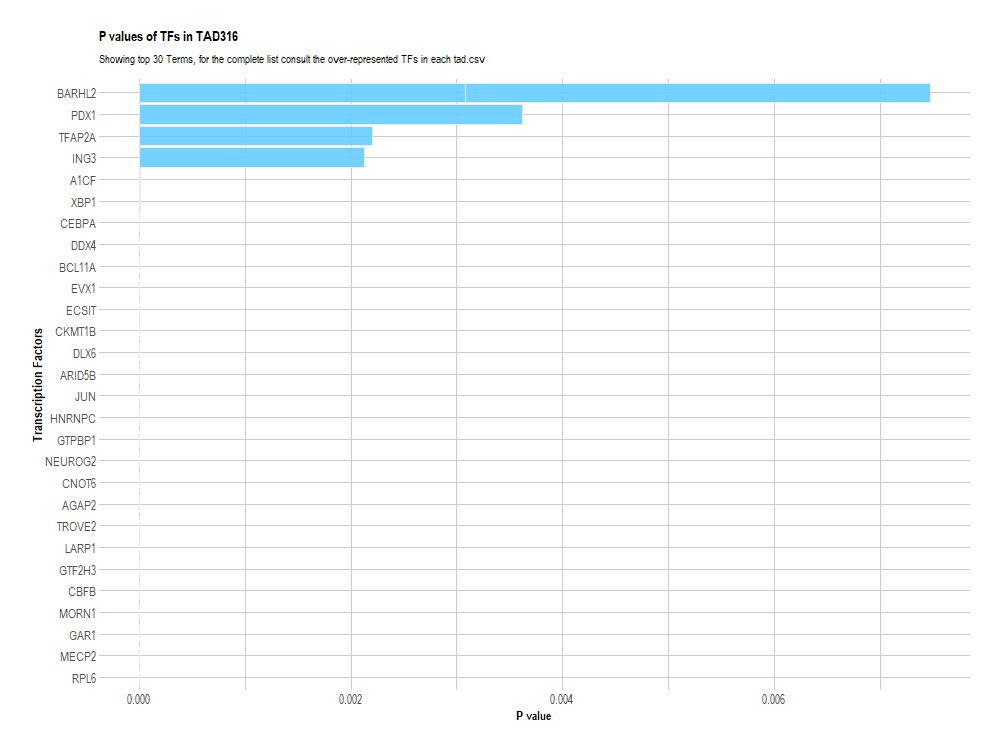 P values of TFs in TAD316
Showing top 30 Terms, for the complete list consult the over-represented TFs in each tad.csv
BARHL2
PDX1
TFAP2A
ING3
A1CF
XBP1
CEBPA
DDX4
BCL11A
EVX1
ECSIT
CKMT1B
DLX6
ARID5B
JUN
HNRNPC
GTPBP1
NEUROG2
CNOT6
AGAP2
TROVE2
LARP1
GTF2H3
CBFB
MORN1
GAR1
MECP2
RPL6
Transcription Factors
0.000 0.002 0.004 0.006
P value